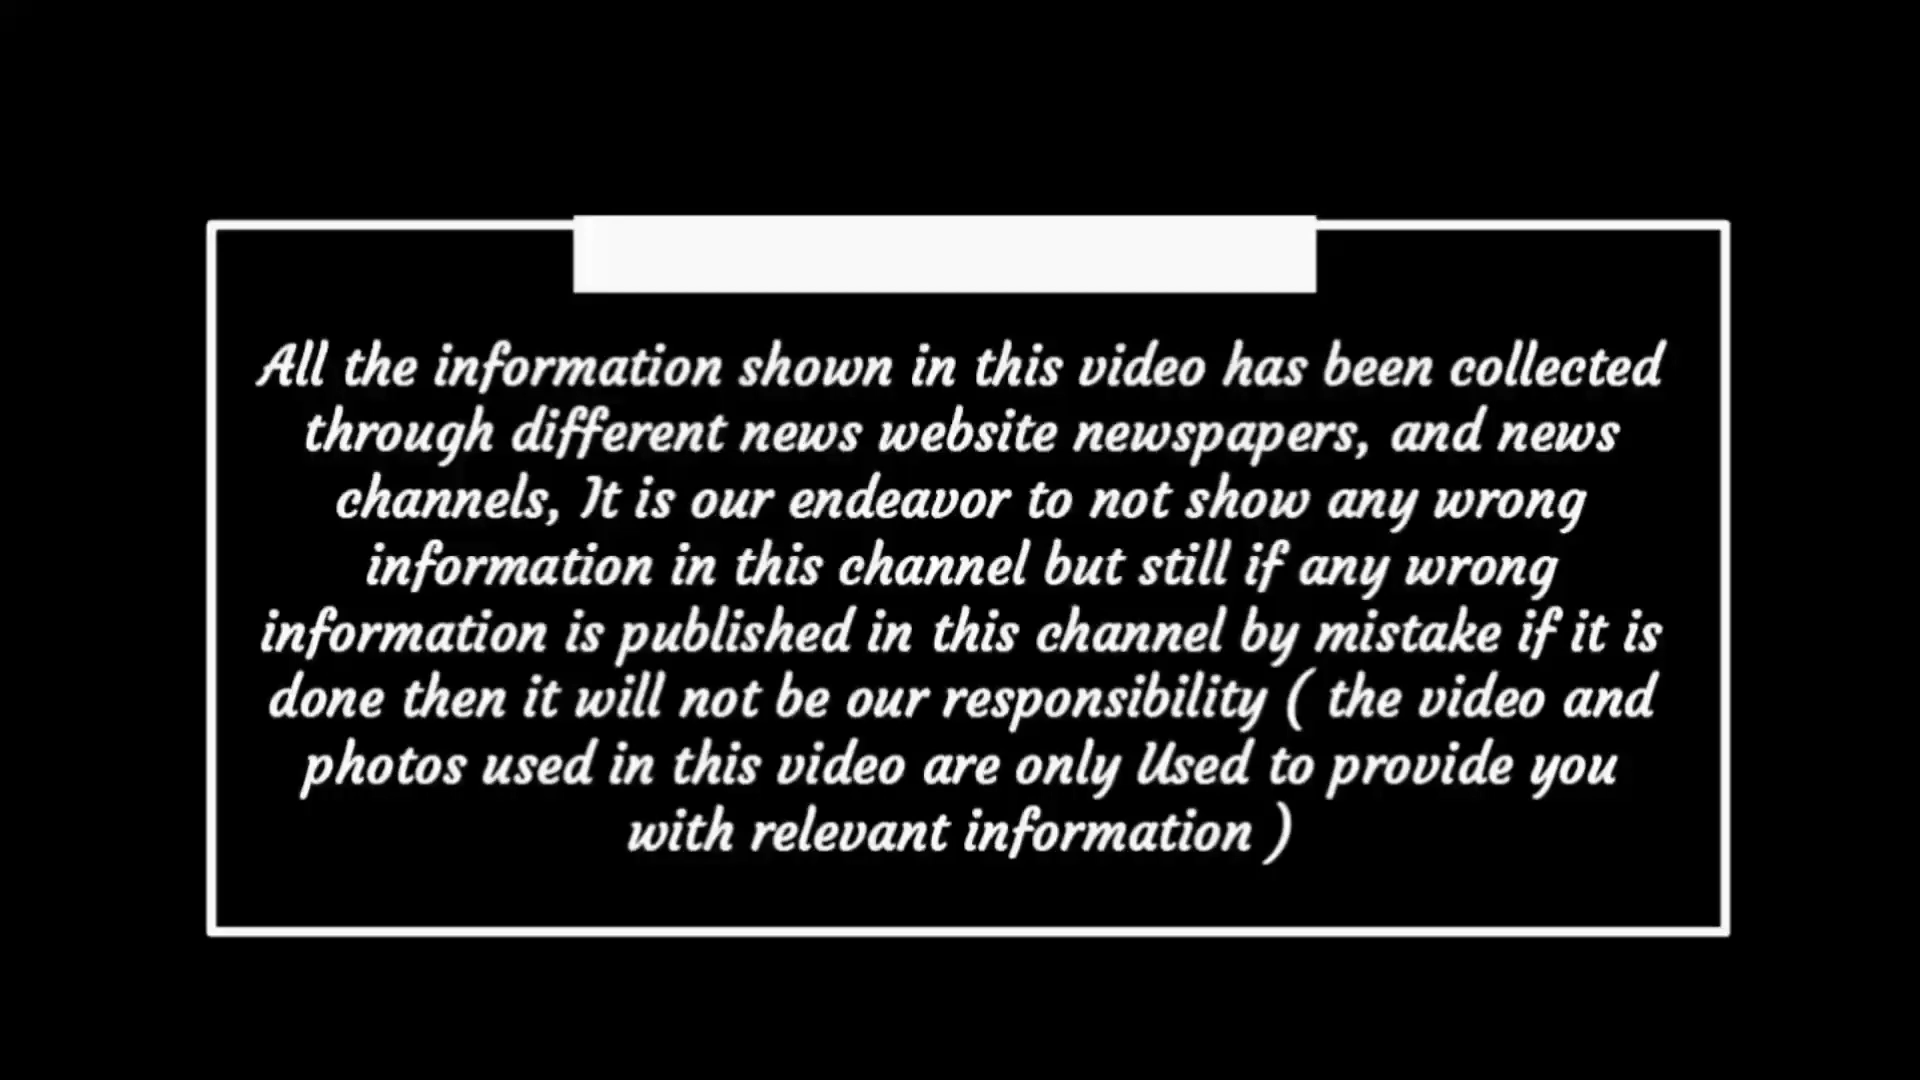 All the information shown in this video has been collected
through different news website newspapers, and news
channels, It is our endeavor to not show any wrong
information in this channel but still if any wrong
information is published in this channel by mistake if it is
done then it will not be our responsibility ( the video and
photos used in this video are only Used to provide you
with relevant information )